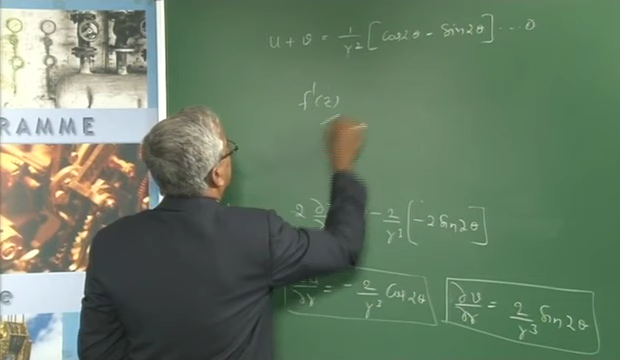 u + v = 1/r² [cos2θ - sin2θ] ... ①
f'(z)
RAMME
2 ∂ - 2/r³ [-2 sin2θ]
/∂r = - 2/r³ cos2θ
∂v/∂r = 2/r³ sin2θ